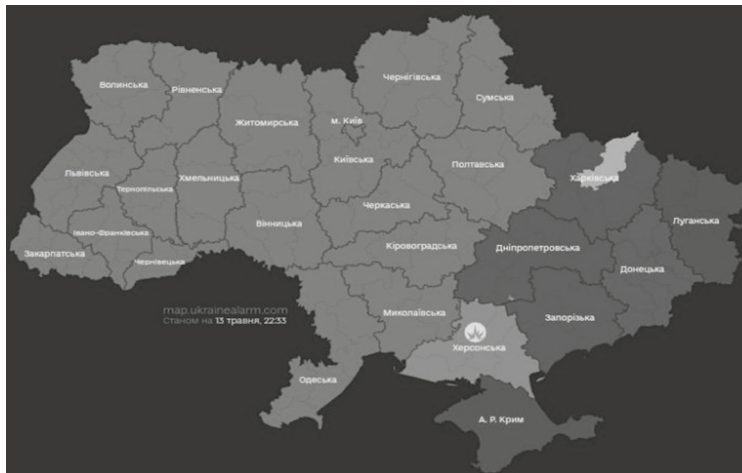 Волинська
Рівненська
Житомирська
м. Київ
Чернігівська
Сумська
Київська
Полтавська
Харківська
Львівська
Тернопільська
Хмельницька
Вінницька
Черкаська
Луганська
Івано-Франківська
Закарпатська
Чернівецька
Кіровоградська
Дніпропетровська
Донецька
map.ukrainealarm.com
Станом на 13 травня, 22:33
Миколаївська
Запорізька
Херсонська
Одеська
А. Р. Крим